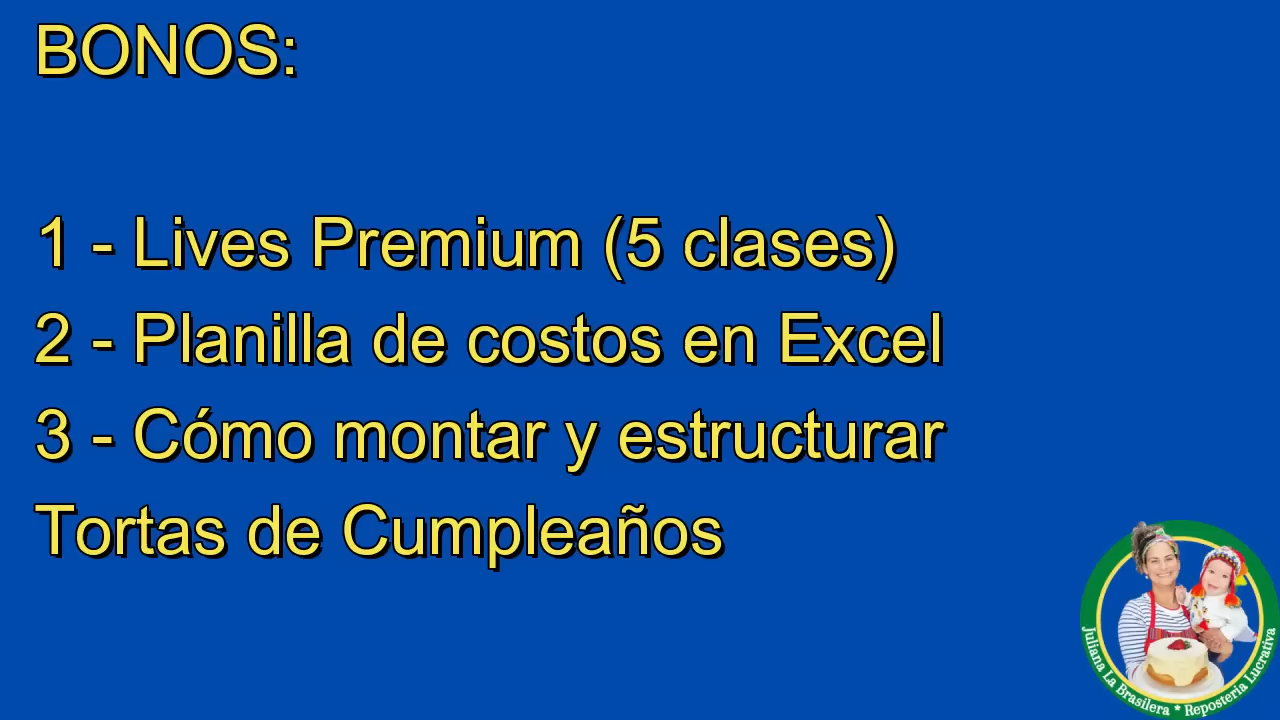 BONOS:
1 - Lives Premium (5 clases)
2 - Planilla de costos en Excel
3 - Cómo montar y estructurar
Tortas de Cumpleaños
Juliana La Brasilera * Reposteria Lucrativa